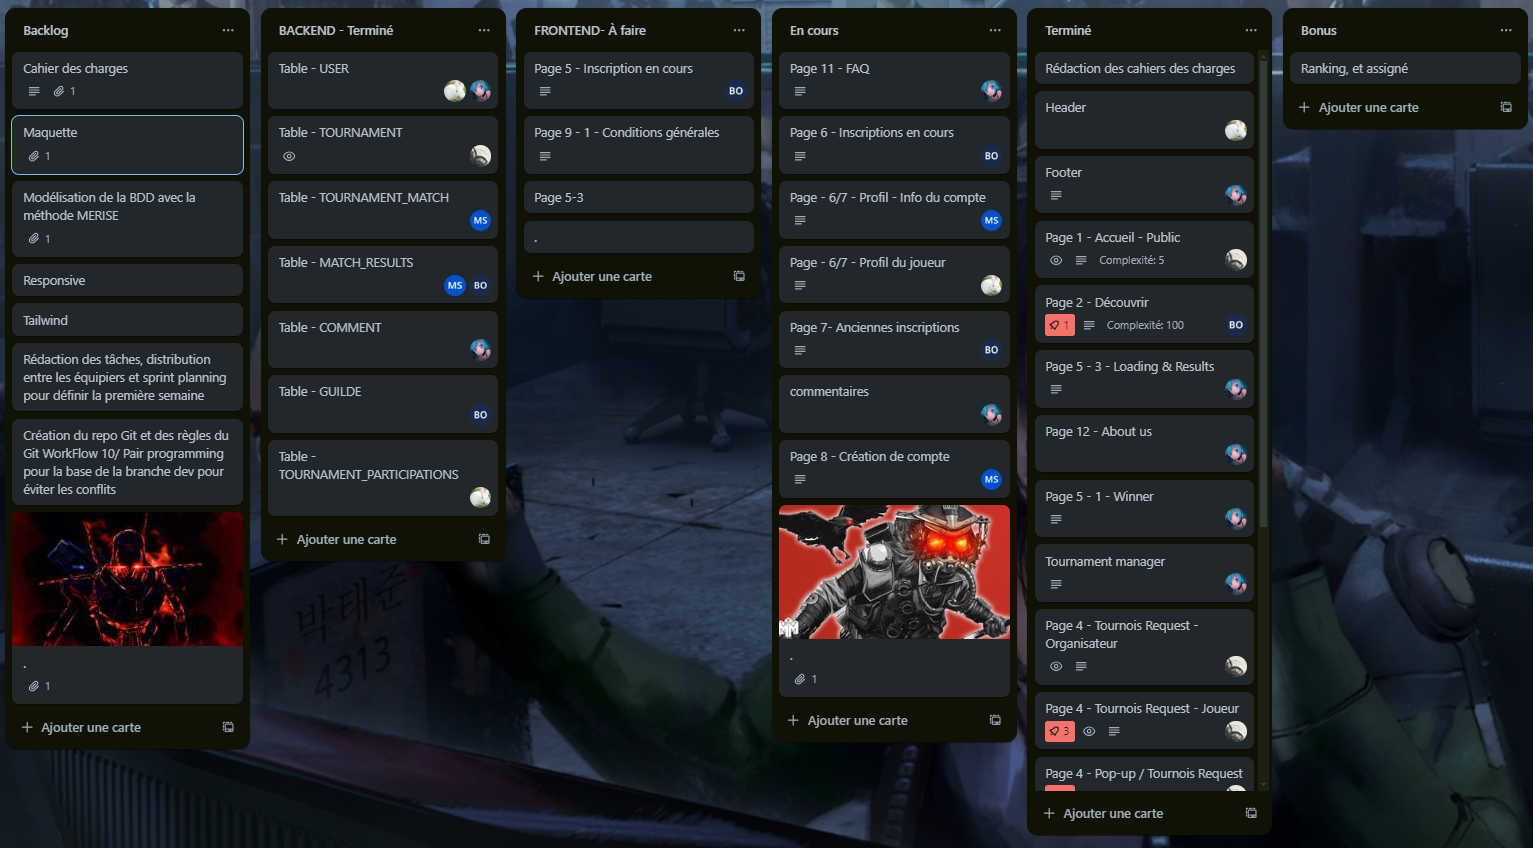 Backlog
Cahier des charges
1
Maquette
1
Modélisation de la BDD avec la
méthode MERISE
1
Responsive
Tailwind
Rédaction des tâches, distribution
entre les équipiers et sprint planning
pour définir la première semaine
Création du repo Git et des règles du
Git WorkFlow 10/ Pair programming
pour la base de la branche dev pour
éviter les conflits
.
1
Ajouter une carte
BACKEND - Terminé
Table - USER
Table - TOURNAMENT
Table - TOURNAMENT_MATCH
MS
Table - MATCH_RESULTS
MS BO
Table - COMMENT
Table - GUILDE
BO
Table -
TOURNAMENT_PARTICIPATIONS
Ajouter une carte
박태준
4313
FRONTEND- À faire
Page 5 - Inscription en cours
BO
Page 9 - 1 - Conditions générales
Page 5-3
.
Ajouter une carte
En cours
Page 11 - FAQ
Page 6 - Inscriptions en cours
BO
Page - 6/7 - Profil - Info du compte
MS
Page - 6/7 - Profil du joueur
Page 7- Anciennes inscriptions
BO
commentaires
Page 8 - Création de compte
MS
.
1
Ajouter une carte
Terminé
Rédaction des cahiers des charges
Header
Footer
Page 1 - Accueil - Public
Complexité: 5
Page 2 - Découvrir
1 Complexité: 100 BO
Page 5 - 3 - Loading & Results
Page 12 - About us
Page 5 - 1 - Winner
Tournament manager
Page 4 - Tournois Request -
Organisateur
Page 4 - Tournois Request - Joueur
3
Page 4 - Pop-up / Tournois Request
Ajouter une carte
Bonus
Ranking, et assigné
Ajouter une carte